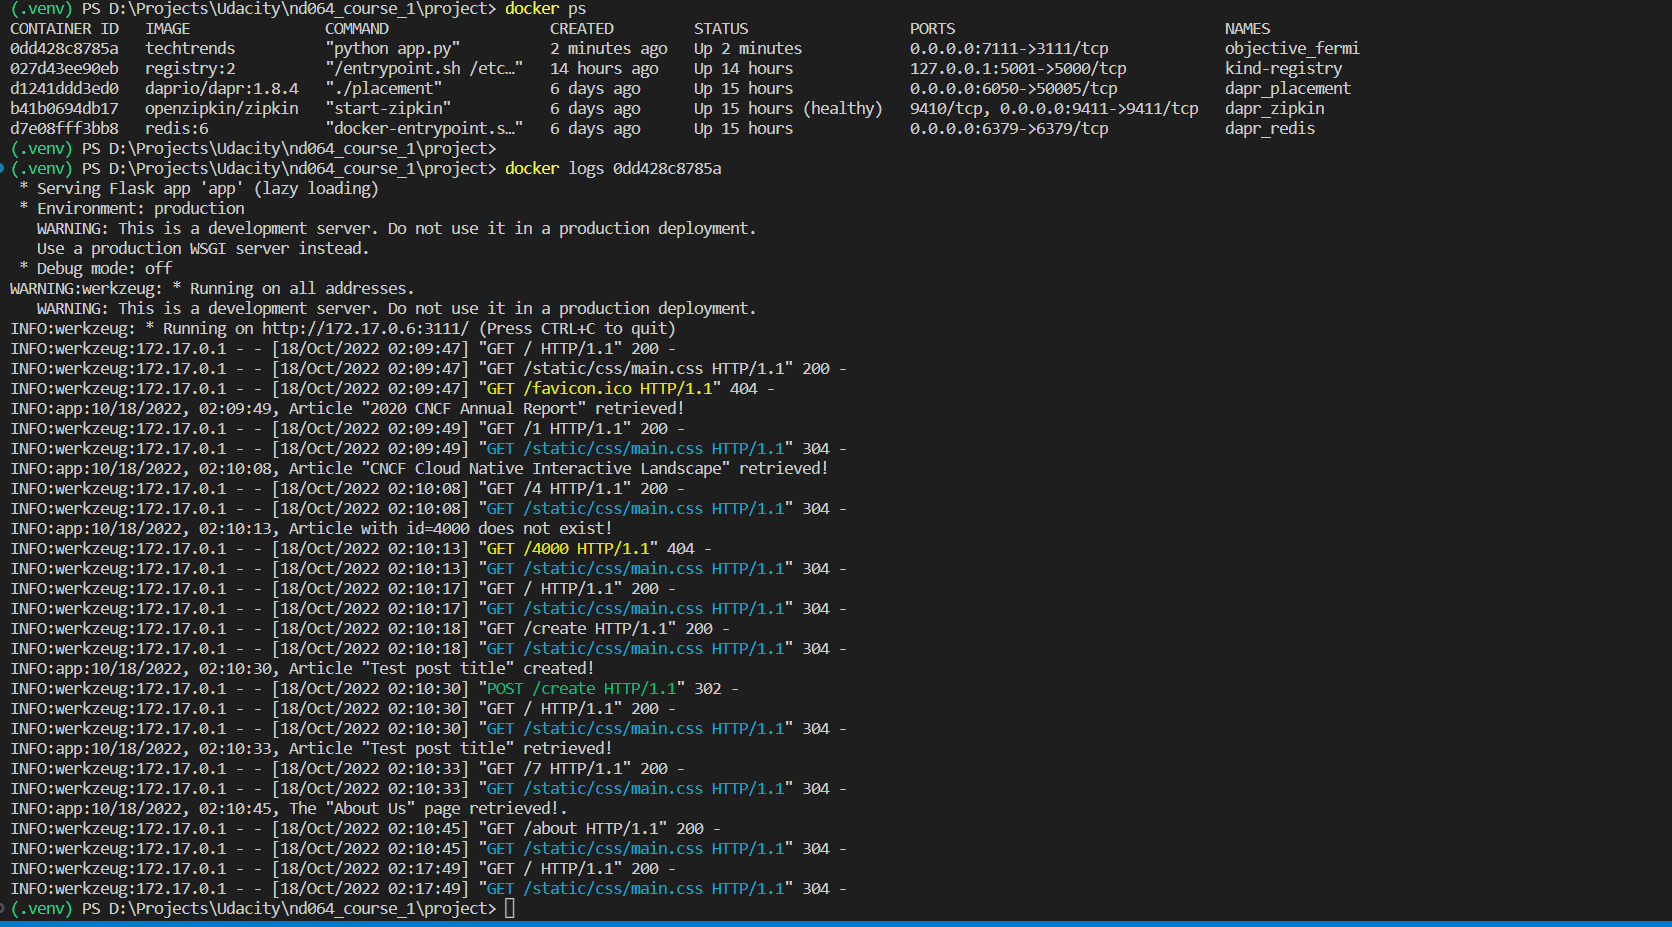 (.venv) PS D:\Projects\Udacity\nd064_course_1\project> docker ps
CONTAINER ID   IMAGE               COMMAND                  CREATED         STATUS                  PORTS                              NAMES
0dd428c8785a   techtrends          "python app.py"          2 minutes ago   Up 2 minutes            0.0.0.0:7111->3111/tcp             objective_fermi
027d43ee90eb   registry:2          "/entrypoint.sh /etc…"   14 hours ago    Up 14 hours             127.0.0.1:5001->5000/tcp           kind-registry
d1241ddd3ed0   daprio/dapr:1.8.4   "./placement"            6 days ago      Up 15 hours             0.0.0.0:6050->50005/tcp            dapr_placement
b41b0694db17   openzipkin/zipkin   "start-zipkin"           6 days ago      Up 15 hours (healthy)   9410/tcp, 0.0.0.0:9411->9411/tcp   dapr_zipkin
d7e08fff3bb8   redis:6             "docker-entrypoint.s…"   6 days ago      Up 15 hours             0.0.0.0:6379->6379/tcp             dapr_redis
(.venv) PS D:\Projects\Udacity\nd064_course_1\project>
(.venv) PS D:\Projects\Udacity\nd064_course_1\project> docker logs 0dd428c8785a
 * Serving Flask app 'app' (lazy loading)
 * Environment: production
   WARNING: This is a development server. Do not use it in a production deployment.
   Use a production WSGI server instead.
 * Debug mode: off
WARNING:werkzeug: * Running on all addresses.
   WARNING: This is a development server. Do not use it in a production deployment.
INFO:werkzeug: * Running on http://172.17.0.6:3111/ (Press CTRL+C to quit)
INFO:werkzeug:172.17.0.1 - - [18/Oct/2022 02:09:47] "GET / HTTP/1.1" 200 -
INFO:werkzeug:172.17.0.1 - - [18/Oct/2022 02:09:47] "GET /static/css/main.css HTTP/1.1" 200 -
INFO:werkzeug:172.17.0.1 - - [18/Oct/2022 02:09:47] "GET /favicon.ico HTTP/1.1" 404 -
INFO:app:10/18/2022, 02:09:49, Article "2020 CNCF Annual Report" retrieved!
INFO:werkzeug:172.17.0.1 - - [18/Oct/2022 02:09:49] "GET /1 HTTP/1.1" 200 -
INFO:werkzeug:172.17.0.1 - - [18/Oct/2022 02:09:49] "GET /static/css/main.css HTTP/1.1" 304 -
INFO:app:10/18/2022, 02:10:08, Article "CNCF Cloud Native Interactive Landscape" retrieved!
INFO:werkzeug:172.17.0.1 - - [18/Oct/2022 02:10:08] "GET /4 HTTP/1.1" 200 -
INFO:werkzeug:172.17.0.1 - - [18/Oct/2022 02:10:08] "GET /static/css/main.css HTTP/1.1" 304 -
INFO:app:10/18/2022, 02:10:13, Article with id=4000 does not exist!
INFO:werkzeug:172.17.0.1 - - [18/Oct/2022 02:10:13] "GET /4000 HTTP/1.1" 404 -
INFO:werkzeug:172.17.0.1 - - [18/Oct/2022 02:10:13] "GET /static/css/main.css HTTP/1.1" 304 -
INFO:werkzeug:172.17.0.1 - - [18/Oct/2022 02:10:17] "GET / HTTP/1.1" 200 -
INFO:werkzeug:172.17.0.1 - - [18/Oct/2022 02:10:17] "GET /static/css/main.css HTTP/1.1" 304 -
INFO:werkzeug:172.17.0.1 - - [18/Oct/2022 02:10:18] "GET /create HTTP/1.1" 200 -
INFO:werkzeug:172.17.0.1 - - [18/Oct/2022 02:10:18] "GET /static/css/main.css HTTP/1.1" 304 -
INFO:app:10/18/2022, 02:10:30, Article "Test post title" created!
INFO:werkzeug:172.17.0.1 - - [18/Oct/2022 02:10:30] "POST /create HTTP/1.1" 302 -
INFO:werkzeug:172.17.0.1 - - [18/Oct/2022 02:10:30] "GET / HTTP/1.1" 200 -
INFO:werkzeug:172.17.0.1 - - [18/Oct/2022 02:10:30] "GET /static/css/main.css HTTP/1.1" 304 -
INFO:app:10/18/2022, 02:10:33, Article "Test post title" retrieved!
INFO:werkzeug:172.17.0.1 - - [18/Oct/2022 02:10:33] "GET /7 HTTP/1.1" 200 -
INFO:werkzeug:172.17.0.1 - - [18/Oct/2022 02:10:33] "GET /static/css/main.css HTTP/1.1" 304 -
INFO:app:10/18/2022, 02:10:45, The "About Us" page retrieved!.
INFO:werkzeug:172.17.0.1 - - [18/Oct/2022 02:10:45] "GET /about HTTP/1.1" 200 -
INFO:werkzeug:172.17.0.1 - - [18/Oct/2022 02:10:45] "GET /static/css/main.css HTTP/1.1" 304 -
INFO:werkzeug:172.17.0.1 - - [18/Oct/2022 02:17:49] "GET / HTTP/1.1" 200 -
INFO:werkzeug:172.17.0.1 - - [18/Oct/2022 02:17:49] "GET /static/css/main.css HTTP/1.1" 304 -
(.venv) PS D:\Projects\Udacity\nd064_course_1\project>